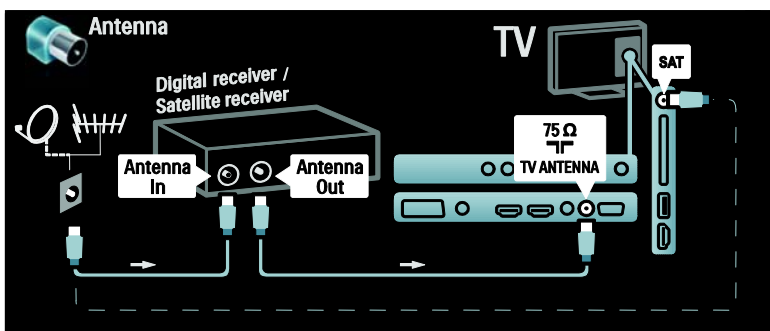 Antenna
TV
SAT
Digital receiver /
Satellite receiver
75 Ω
TV ANTENNA
Antenna
In
Antenna
Out